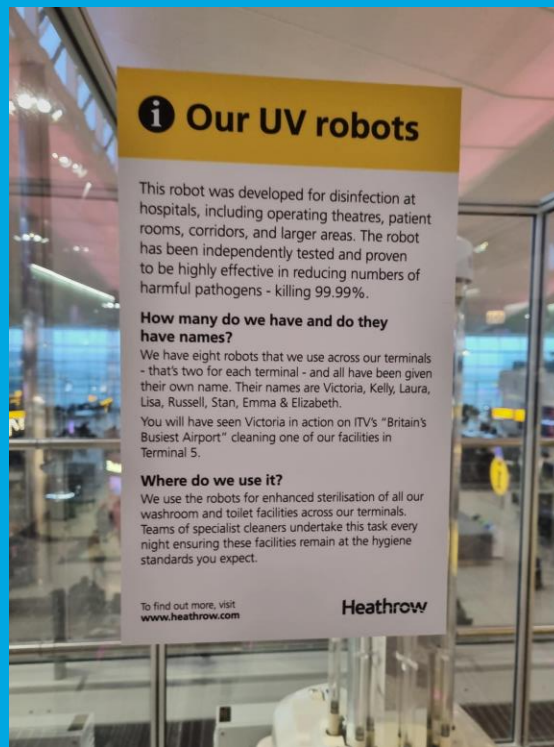 i Our UV robots
This robot was developed for disinfection at
hospitals, including operating theatres, patient
rooms, corridors, and larger areas. The robot
has been independently tested and proven
to be highly effective in reducing numbers of
harmful pathogens - killing 99.99%.
How many do we have and do they
have names?
We have eight robots that we use across our terminals
- that's two for each terminal - and all have been given
their own name. Their names are Victoria, Kelly, Laura,
Lisa, Russell, Stan, Emma & Elizabeth.
You will have seen Victoria in action on ITV's "Britain's
Busiest Airport" cleaning one of our facilities in
Terminal 5.
Where do we use it?
We use the robots for enhanced sterilisation of all our
washroom and toilet facilities across our terminals.
Teams of specialist cleaners undertake this task every
night ensuring these facilities remain at the hygiene
standards you expect.
To find out more, visit
www.heathrow.com
Heathrow